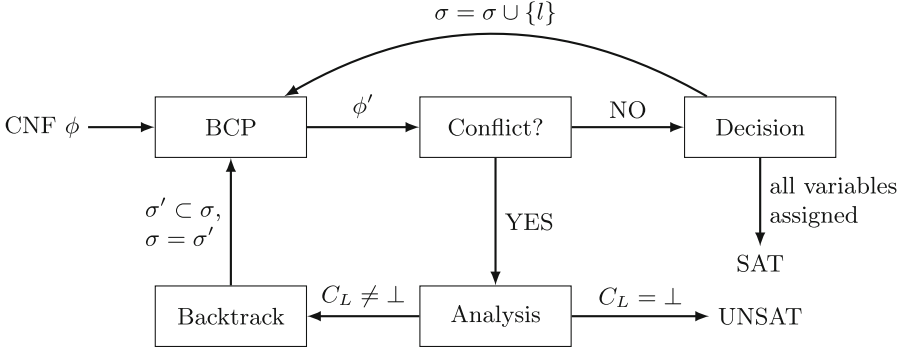 σ = σ ∪ {l}
CNF ϕ
BCP
ϕ′
Conflict?
NO
Decision
σ′ ⊂ σ,
σ = σ′
YES
all variables
assigned
SAT
Backtrack
C_L ≠ ⊥
Analysis
C_L = ⊥
UNSAT